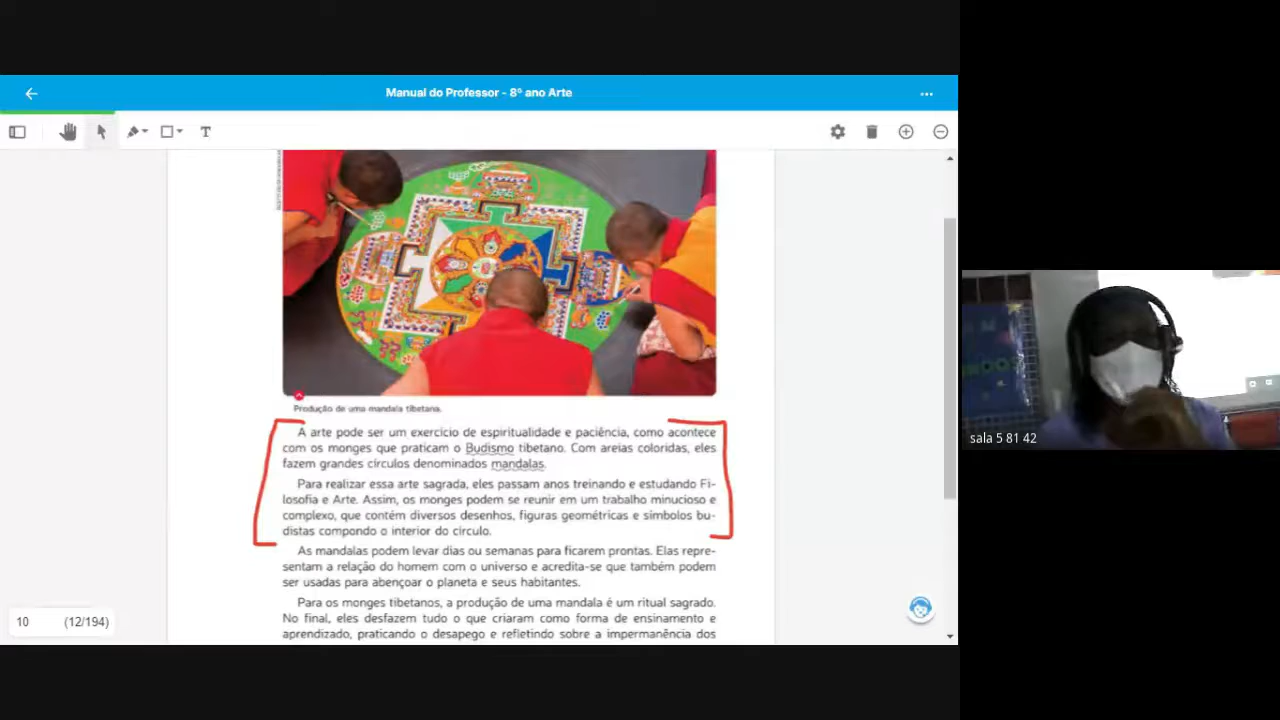 Manual do Professor - 8º ano Arte
Produção de uma mandala tibetana.
A arte pode ser um exercício de espiritualidade e paciência, como acontece
com os monges que praticam o Budismo tibetano. Com areias coloridas, eles
fazem grandes círculos denominados mandalas.
Para realizar essa arte sagrada, eles passam anos treinando e estudando Fi-
losofia e Arte. Assim, os monges podem se reunir em um trabalho minucioso e
complexo, que contém diversos desenhos, figuras geométricas e símbolos bu-
distas compondo o interior do círculo.
As mandalas podem levar dias ou semanas para ficarem prontas. Elas repre-
sentam a relação do homem com o universo e acredita-se que também podem
ser usadas para abençoar o planeta e seus habitantes.
Para os monges tibetanos, a produção de uma mandala é um ritual sagrado.
No final, eles desfazem tudo o que criaram como forma de ensinamento e
aprendizado, praticando o desapego e refletindo sobre a impermanência dos
10 (12/194)
T
sala 5 81 42